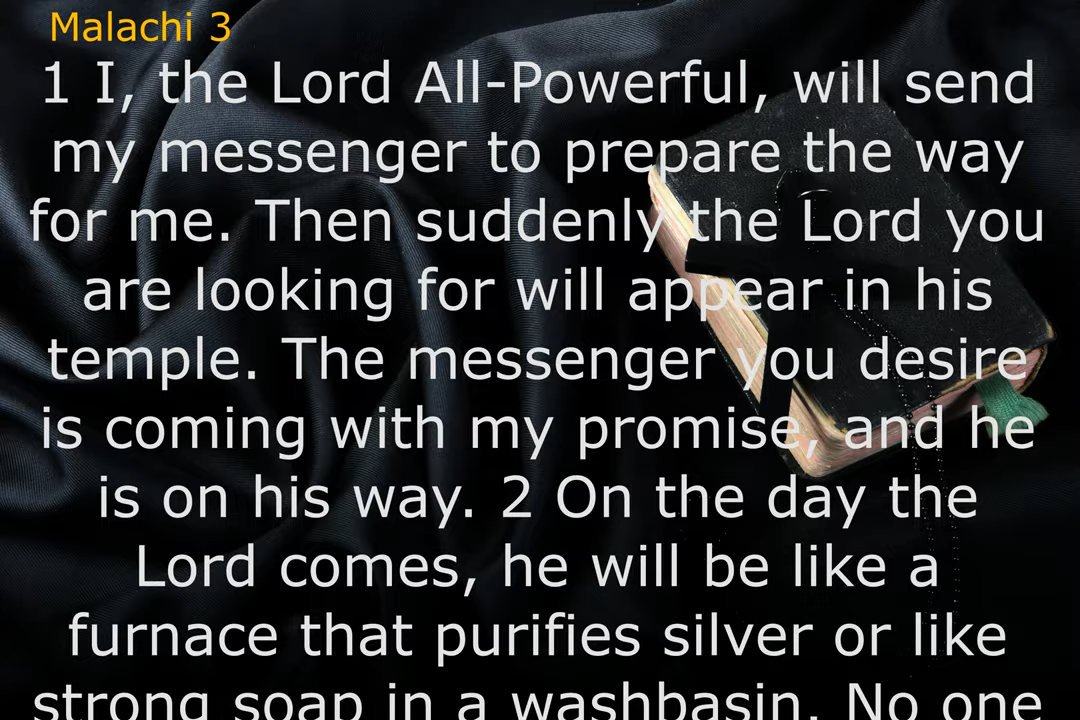 Malachi 3
1 I, the Lord All-Powerful, will send
my messenger to prepare the way
for me. Then suddenly the Lord you
are looking for will appear in his
temple. The messenger you desire
is coming with my promise, and he
is on his way. 2 On the day the
Lord comes, he will be like a
furnace that purifies silver or like
strong soap in a washbasin. No one